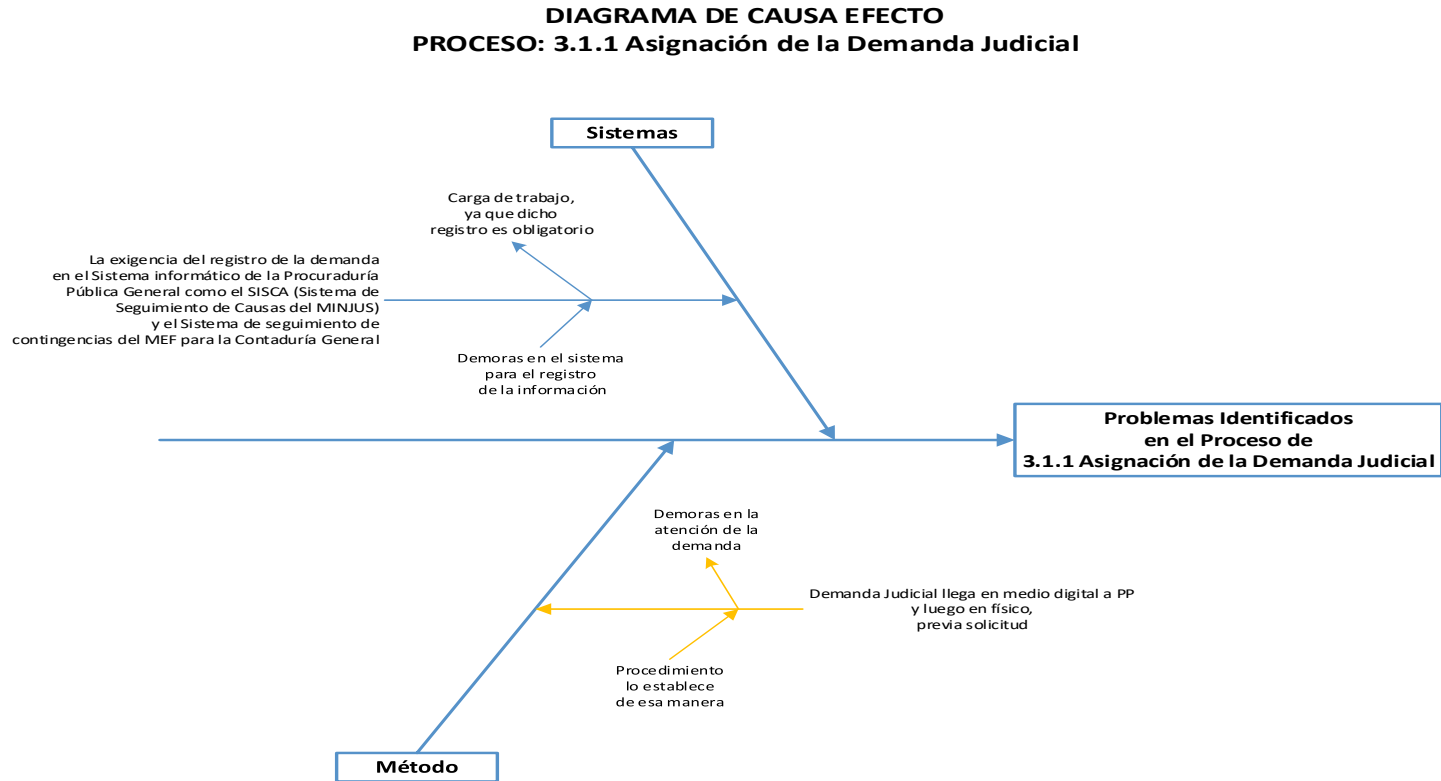 DIAGRAMA DE CAUSA EFECTO
PROCESO: 3.1.1 Asignación de la Demanda Judicial
Sistemas
Carga de trabajo,
ya que dicho
registro es obligatorio
La exigencia del registro de la demanda
en el Sistema informático de la Procuraduría
Pública General como el SISCA (Sistema de
Seguimiento de Causas del MINJUS)
y el Sistema de seguimiento de
contingencias del MEF para la Contaduría General
Demoras en el sistema
para el registro
de la información
Problemas Identificados
en el Proceso de
3.1.1 Asignación de la Demanda Judicial
Demoras en la
atención de la
demanda
Demanda Judicial llega en medio digital a PP
y luego en físico,
previa solicitud
Procedimiento
lo establece
de esa manera
Método